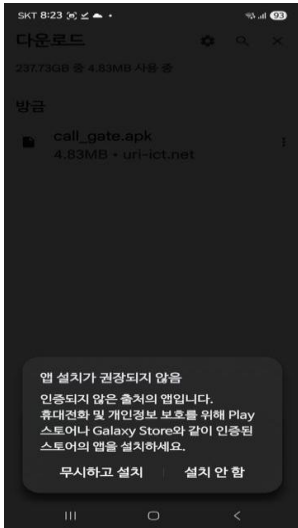 SKT 8:23
93
다운로드
237.73GB 중 4.83MB 사용 중
방금
call_gate.apk
4.83MB • uri-ict.net
앱 설치가 권장되지 않음
인증되지 않은 출처의 앱입니다.
휴대전화 및 개인정보 보호를 위해 Play
스토어나 Galaxy Store와 같이 인증된
스토어의 앱을 설치하세요.
무시하고 설치
설치 안 함